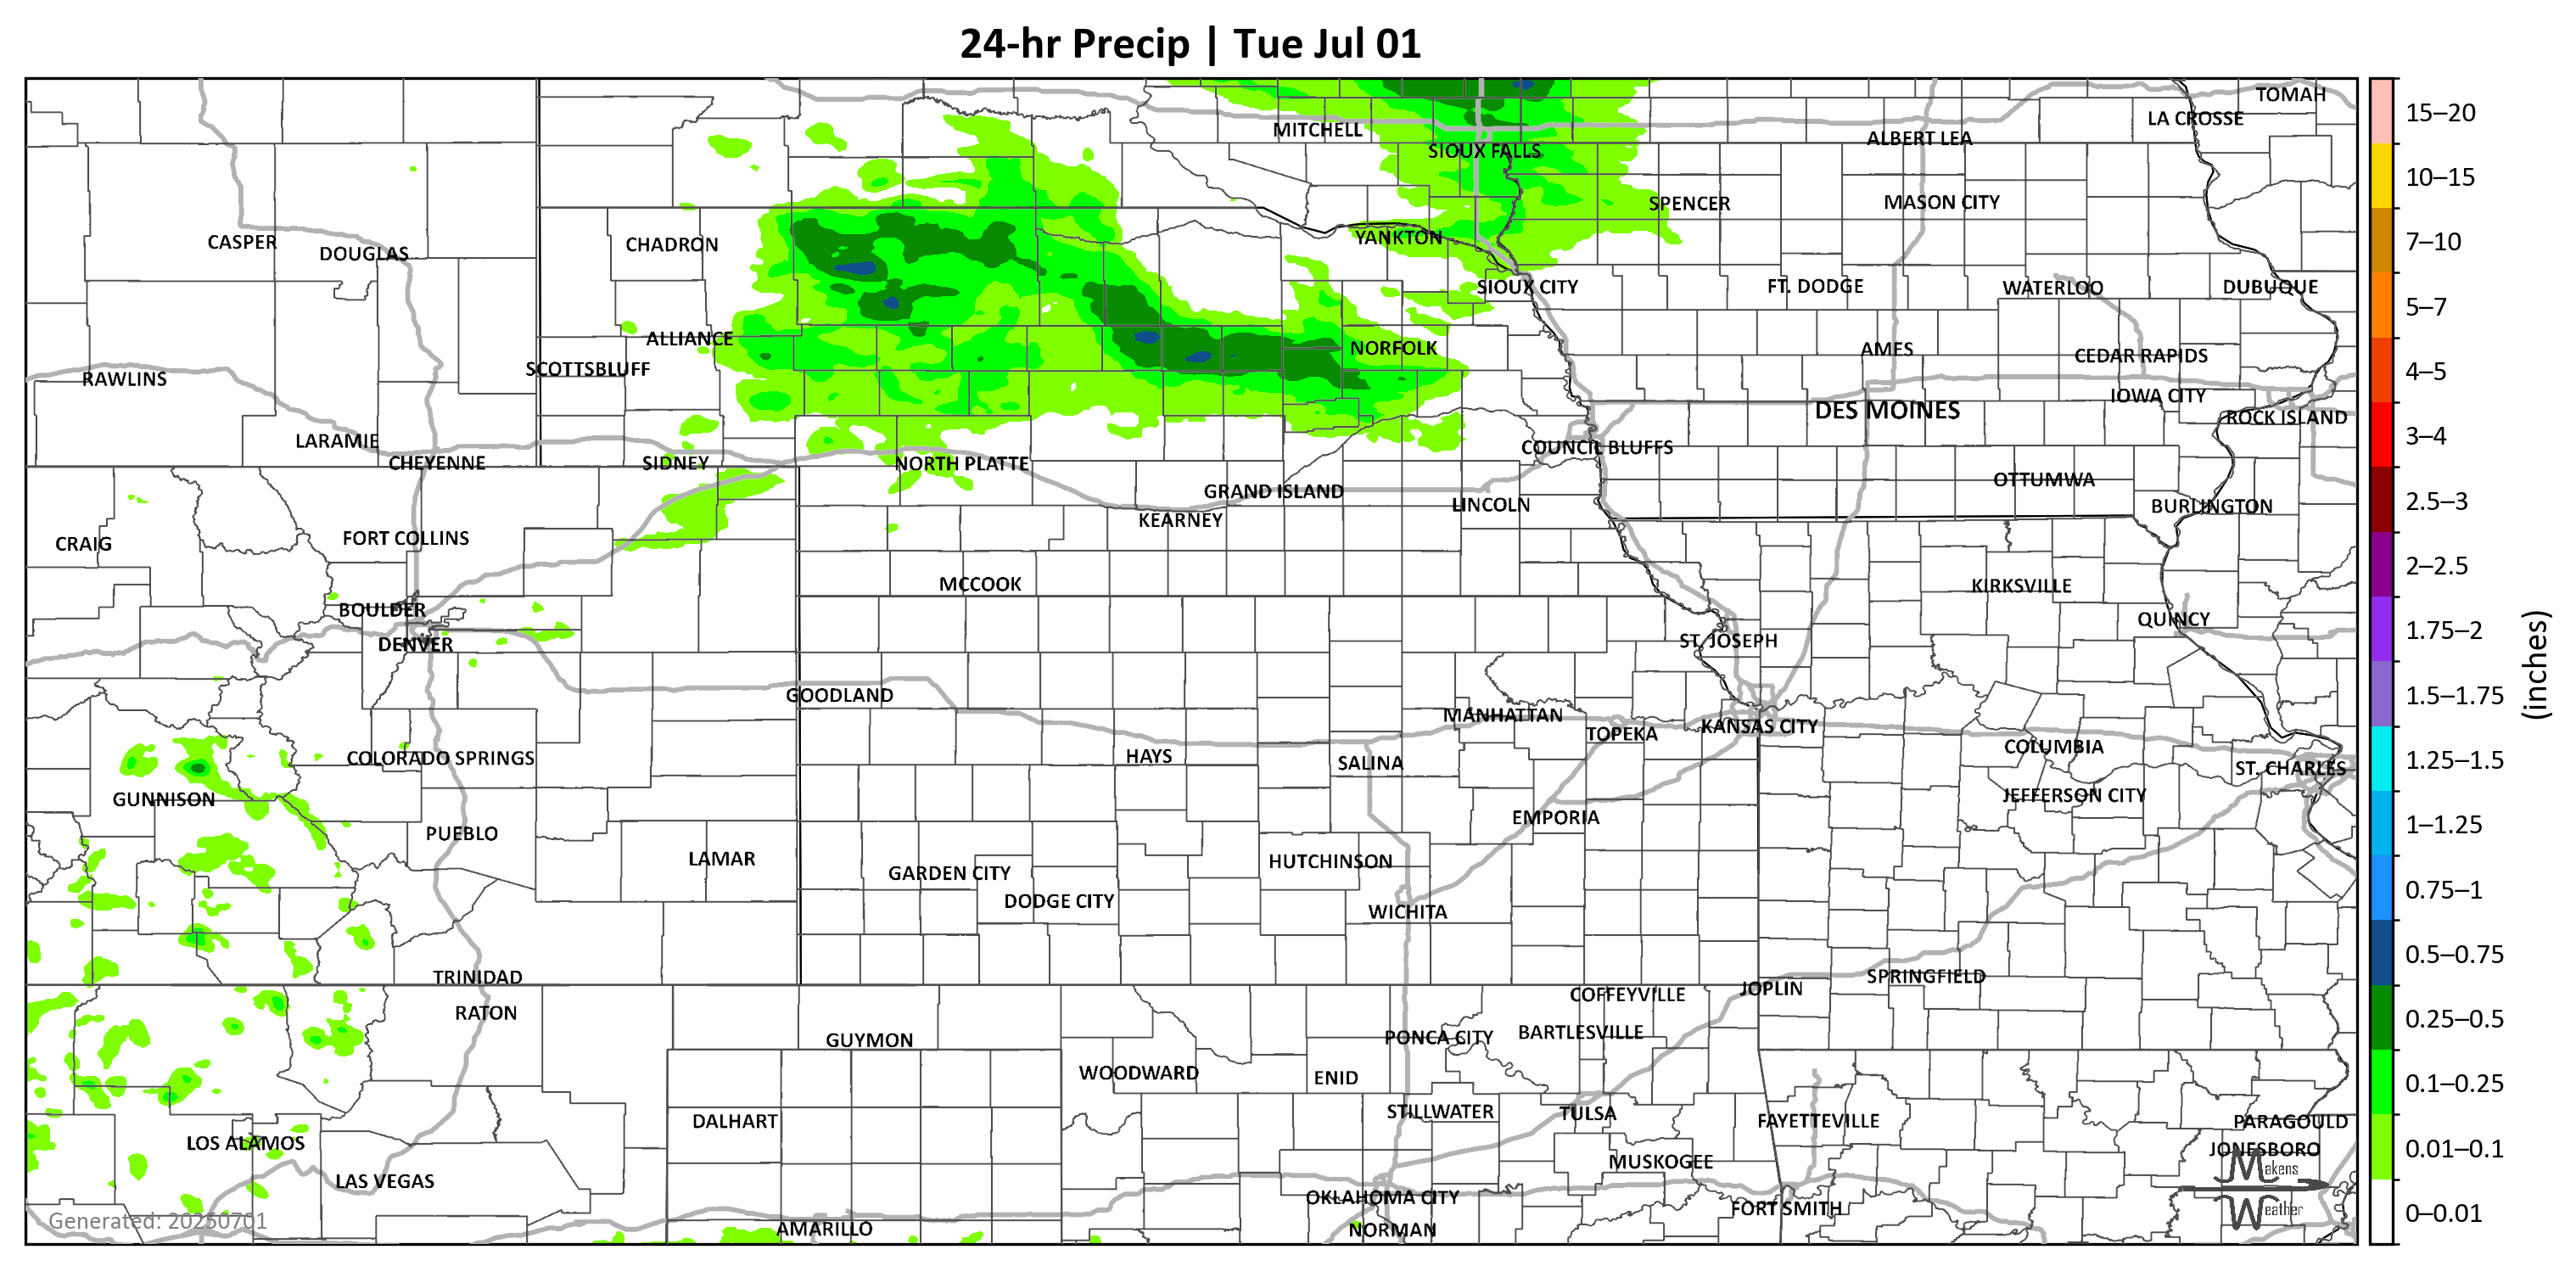 24-hr Precip | Tue Jul 01
TOMAH
LA CROSSE
MITCHELL
ALBERT LEA
SIOUX FALLS
SPENCER
MASON CITY
YANKTON
CASPER
CHADRON
DOUGLAS
SIOUX CITY
FT. DODGE
WATERLOO
DUBUQUE
ALLIANCE
NORFOLK
AMES
CEDAR RAPIDS
SCOTTSBLUFF
RAWLINS
IOWA CITY
DES MOINES
ROCK ISLAND
LARAMIE
COUNCIL BLUFFS
CHEYENNE
SIDNEY
NORTH PLATTE
OTTUMWA
GRAND ISLAND
LINCOLN
BURLINGTON
KEARNEY
FORT COLLINS
CRAIG
MCCOOK
KIRKSVILLE
BOULDER
QUINCY
DENVER
ST. JOSEPH
GOODLAND
MANHATTAN
KANSAS CITY
TOPEKA
COLUMBIA
COLORADO SPRINGS
HAYS
SALINA
ST. CHARLES
GUNNISON
JEFFERSON CITY
EMPORIA
PUEBLO
LAMAR
HUTCHINSON
GARDEN CITY
DODGE CITY
WICHITA
TRINIDAD
SPRINGFIELD
JOPLIN
COFFEYVILLE
RATON
BARTLESVILLE
PONCA CITY
GUYMON
WOODWARD
ENID
STILLWATER
TULSA
DALHART
FAYETTEVILLE
PARAGOULD
LOS ALAMOS
JONESBORO
MUSKOGEE
LAS VEGAS
OKLAHOMA CITY
FORT SMITH
AMARILLO
NORMAN
Generated: 20250701
Makens
Weather
15–20
10–15
7–10
5–7
4–5
3–4
2.5–3
2–2.5
1.75–2
1.5–1.75
1.25–1.5
1–1.25
0.75–1
0.5–0.75
0.25–0.5
0.1–0.25
0.01–0.1
0–0.01
(inches)